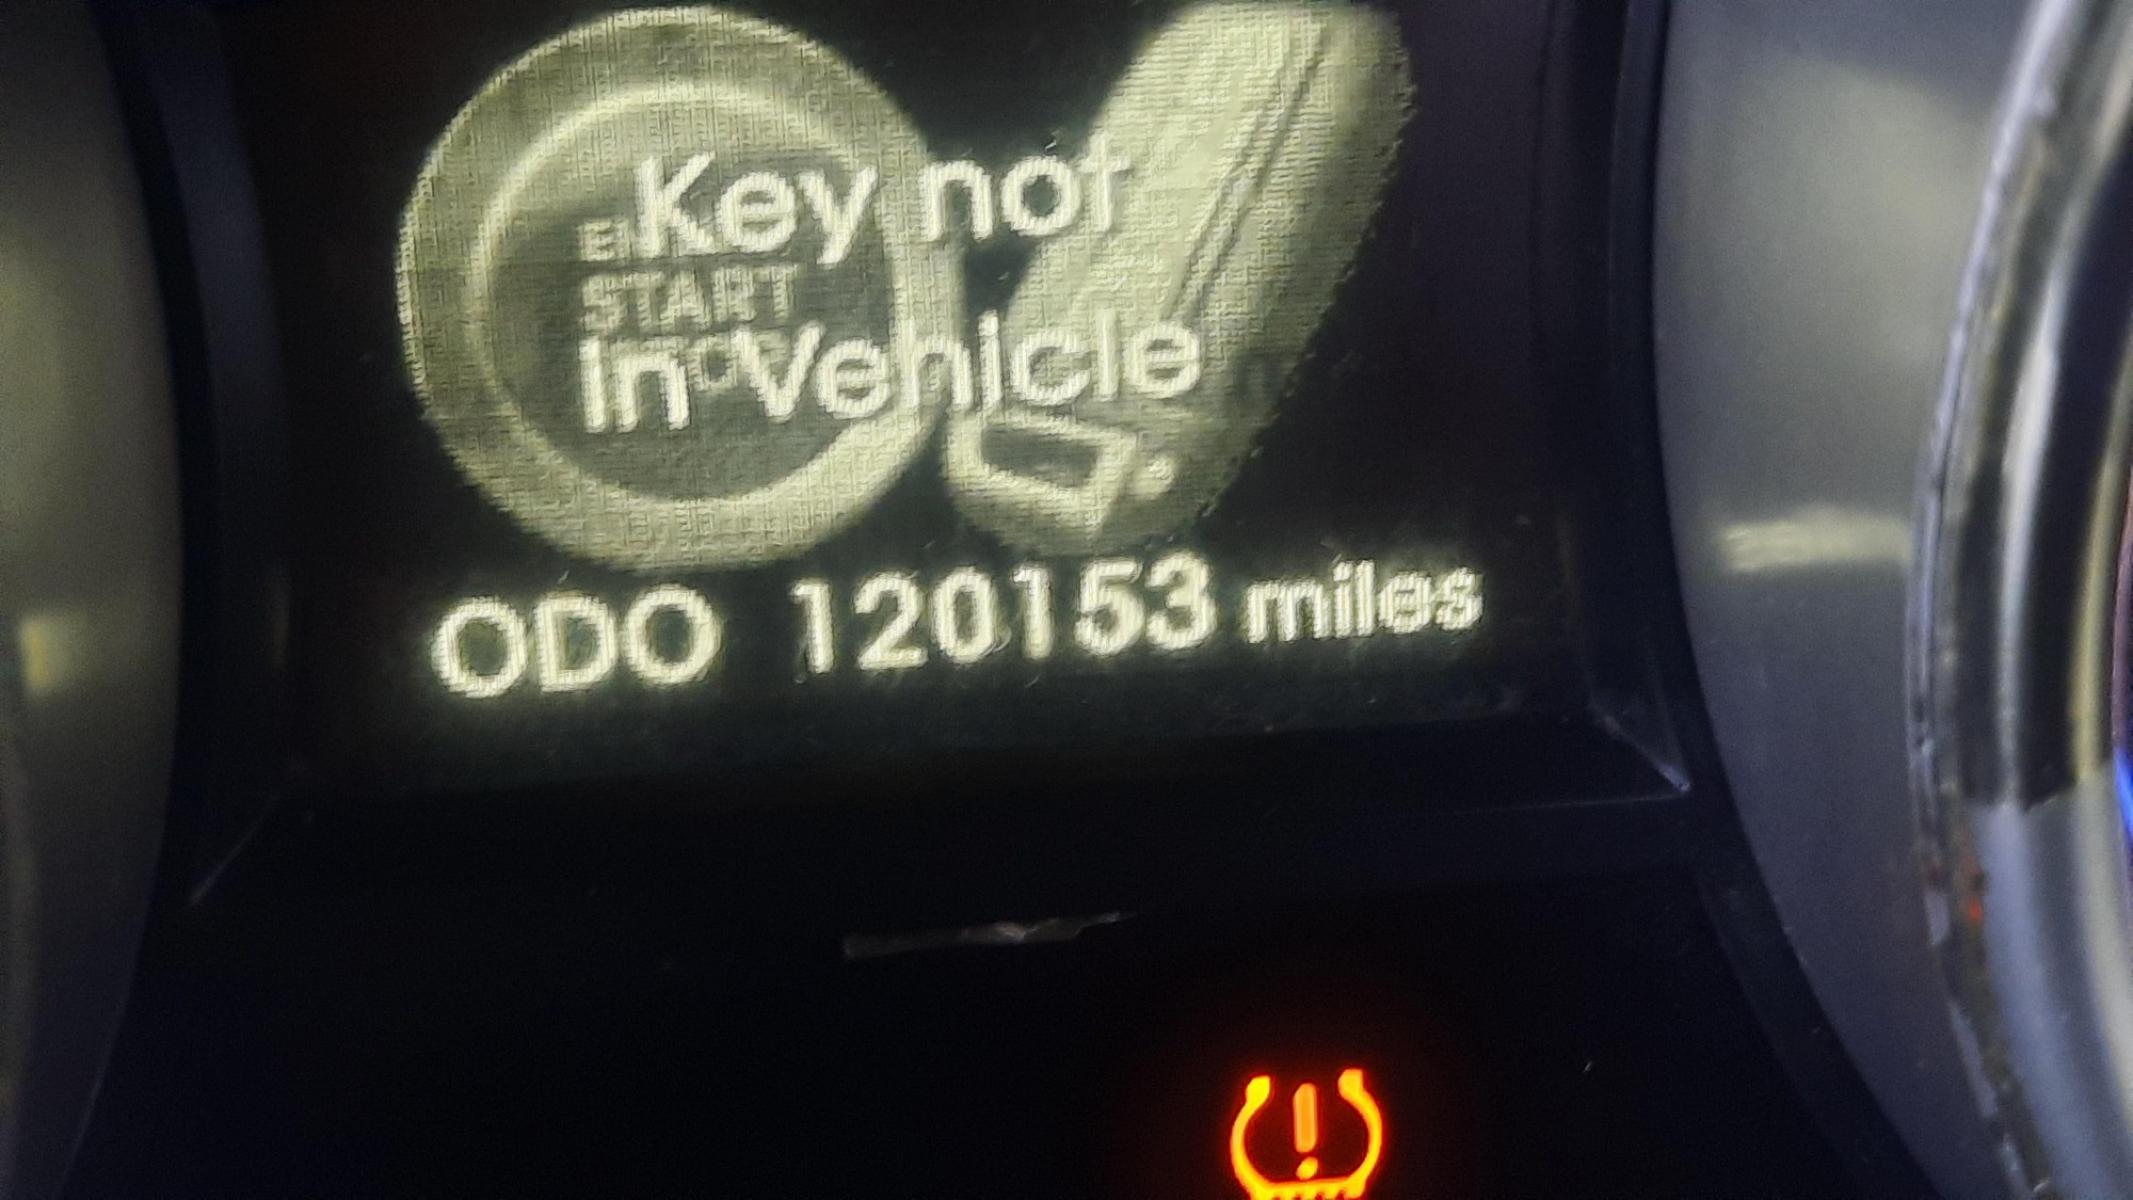 Key not
START
in Vehicle
ODO 120153 miles